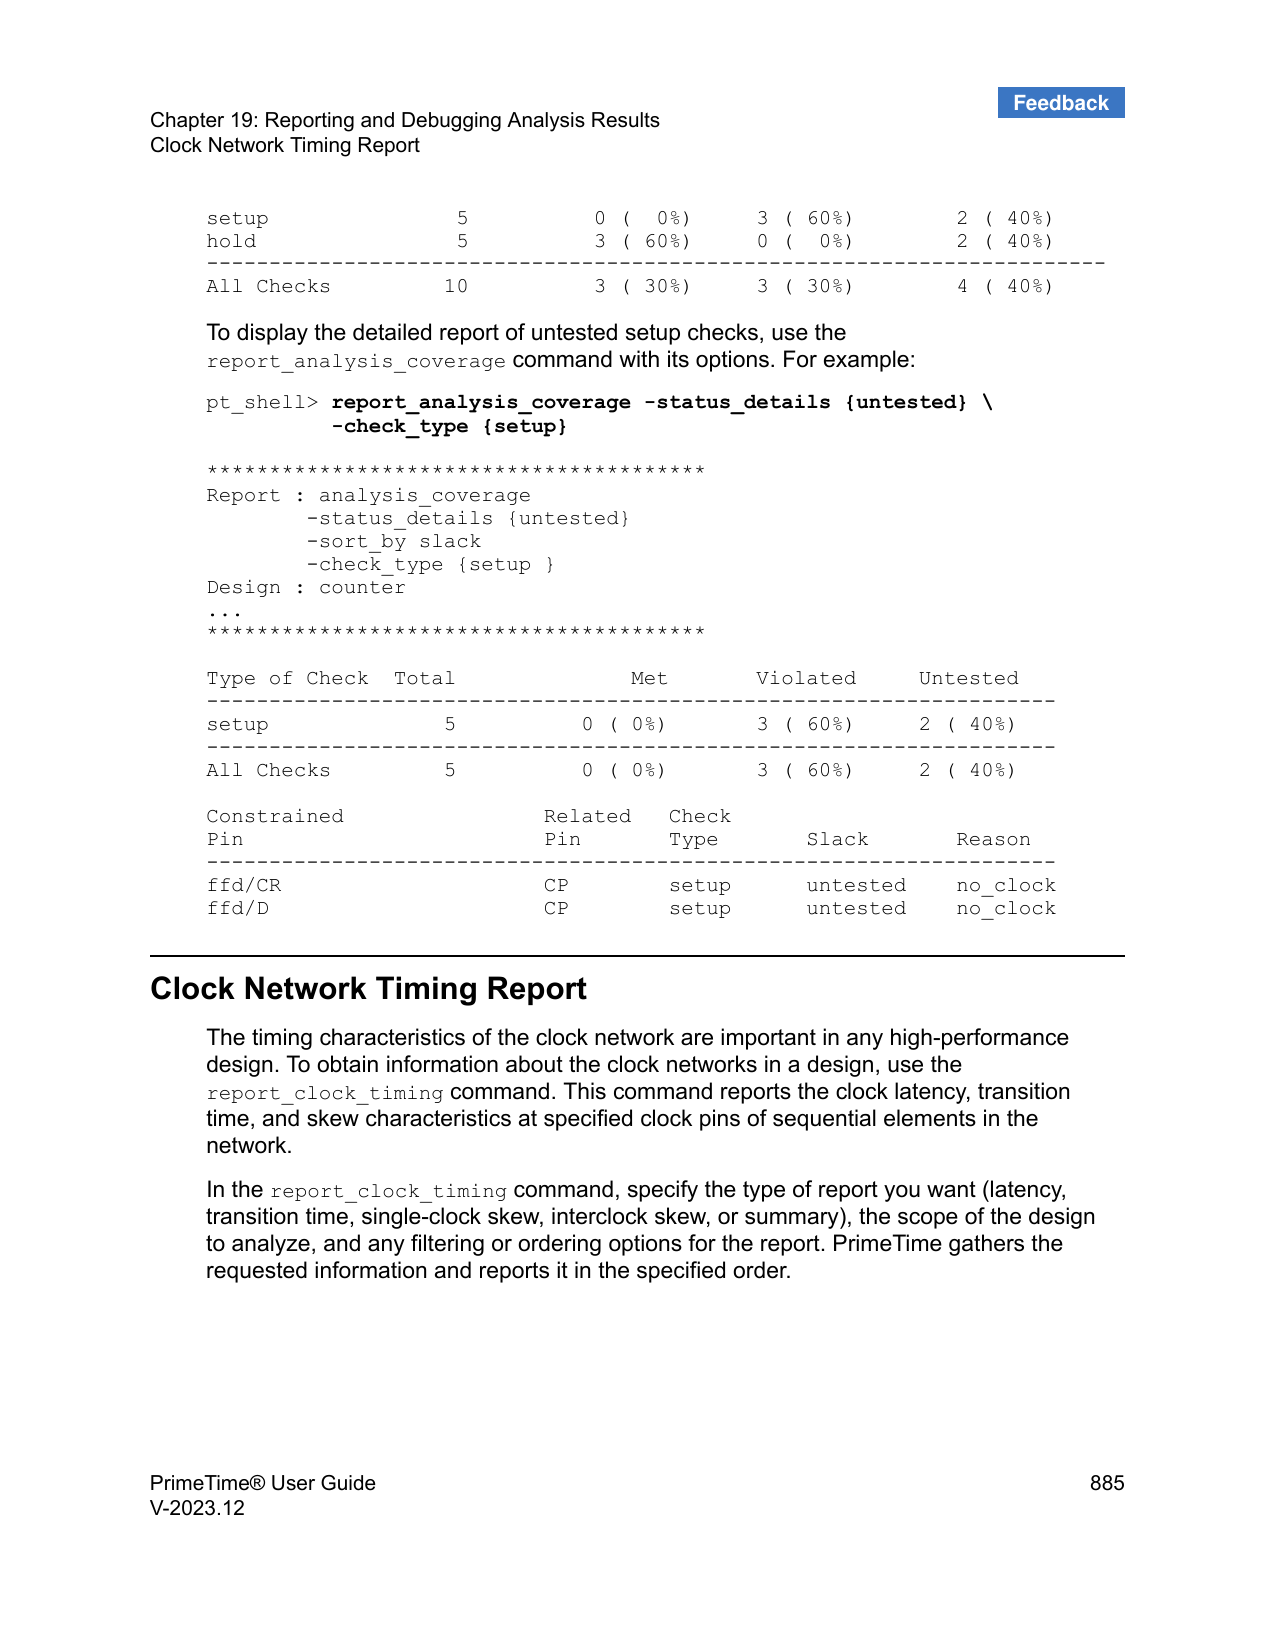 Feedback
Chapter 19: Reporting and Debugging Analysis Results
Clock Network Timing Report
setup               5          0 (  0%)     3 ( 60%)        2 ( 40%)
hold                5          3 ( 60%)     0 (  0%)        2 ( 40%)
------------------------------------------------------------------------
All Checks         10          3 ( 30%)     3 ( 30%)        4 ( 40%)
To display the detailed report of untested setup checks, use the
report_analysis_coverage command with its options. For example:
pt_shell> report_analysis_coverage -status_details {untested} \
          -check_type {setup}
****************************************
Report : analysis_coverage
        -status_details {untested}
        -sort_by slack
        -check_type {setup }
Design : counter
...
****************************************
Type of Check  Total              Met       Violated     Untested
--------------------------------------------------------------------
setup              5          0 ( 0%)       3 ( 60%)     2 ( 40%)
--------------------------------------------------------------------
All Checks         5          0 ( 0%)       3 ( 60%)     2 ( 40%)
Constrained                Related   Check
Pin                        Pin       Type       Slack       Reason
--------------------------------------------------------------------
ffd/CR                     CP        setup      untested    no_clock
ffd/D                      CP        setup      untested    no_clock
Clock Network Timing Report
The timing characteristics of the clock network are important in any high-performance
design. To obtain information about the clock networks in a design, use the
report_clock_timing command. This command reports the clock latency, transition
time, and skew characteristics at specified clock pins of sequential elements in the
network.
In the report_clock_timing command, specify the type of report you want (latency,
transition time, single-clock skew, interclock skew, or summary), the scope of the design
to analyze, and any filtering or ordering options for the report. PrimeTime gathers the
requested information and reports it in the specified order.
PrimeTime® User Guide 885
V-2023.12